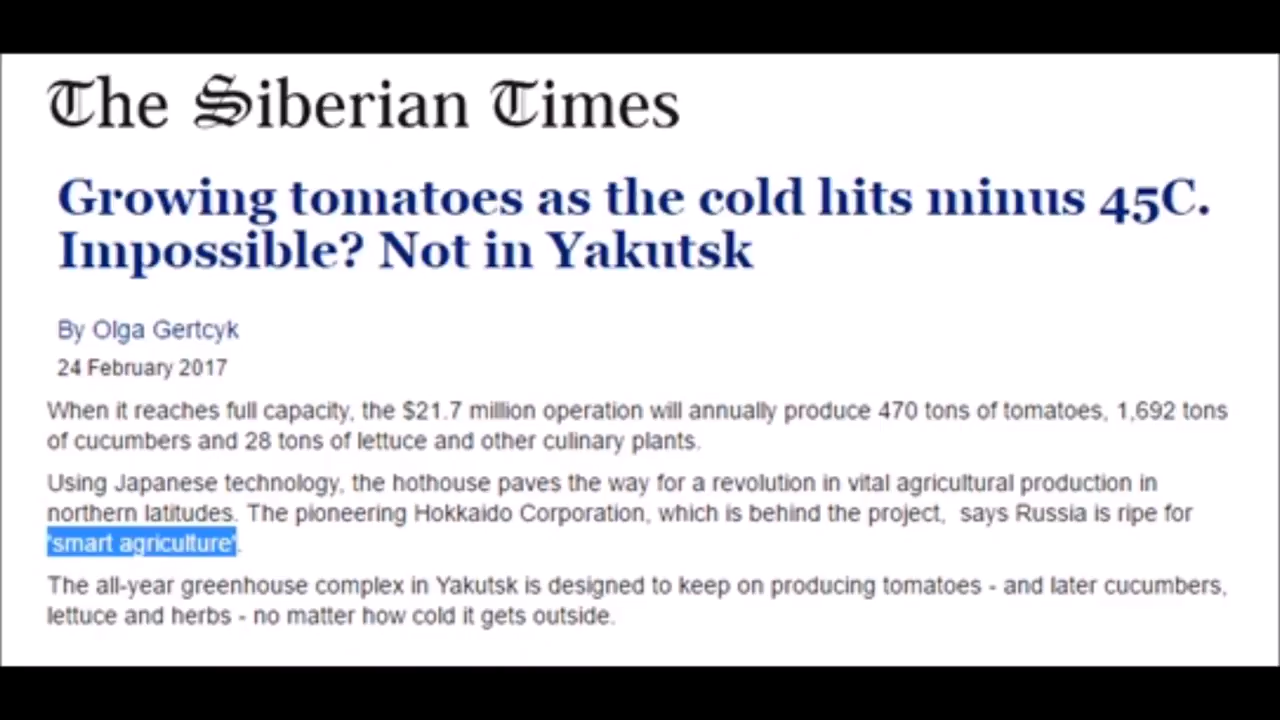 The Siberian Times
Growing tomatoes as the cold hits minus 45C.
Impossible? Not in Yakutsk
By Olga Gertcyk
24 February 2017
When it reaches full capacity, the $21.7 million operation will annually produce 470 tons of tomatoes, 1,692 tons
of cucumbers and 28 tons of lettuce and other culinary plants.
Using Japanese technology, the hothouse paves the way for a revolution in vital agricultural production in
northern latitudes. The pioneering Hokkaido Corporation, which is behind the project, says Russia is ripe for
'smart agriculture'.
The all-year greenhouse complex in Yakutsk is designed to keep on producing tomatoes - and later cucumbers,
lettuce and herbs - no matter how cold it gets outside.